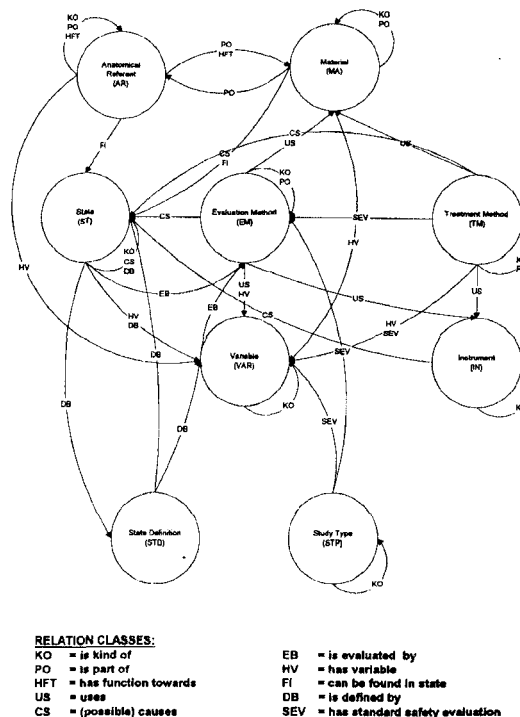 KO
PO
HFT
Anatomical
Referent
(AR)
PO
HFT
PO
KO
PO
Material
(MA)
FI
CS
FI
CS
US
US
State
(ST)
KO
CS
DB
CS
Evaluation Method
(EM)
KO
PO
SEV
Treatment Method
(TM)
HV
HV
EB
US
HV
US
US
HV
DB
EB
CS
HV
SEV
DB
SEV
Variable
(VAR)
KO
Instrument
(IN)
DB
DB
SEV
State Definition
(STD)
Study Type
(STP)
KO
RELATION CLASSES:
KO = is kind of
PO = is part of
HFT = has function towards
US = uses
CS = (possible) causes
EB = is evaluated by
HV = has variable
FI = can be found in state
DB = is defined by
SEV = has standard safety evaluation